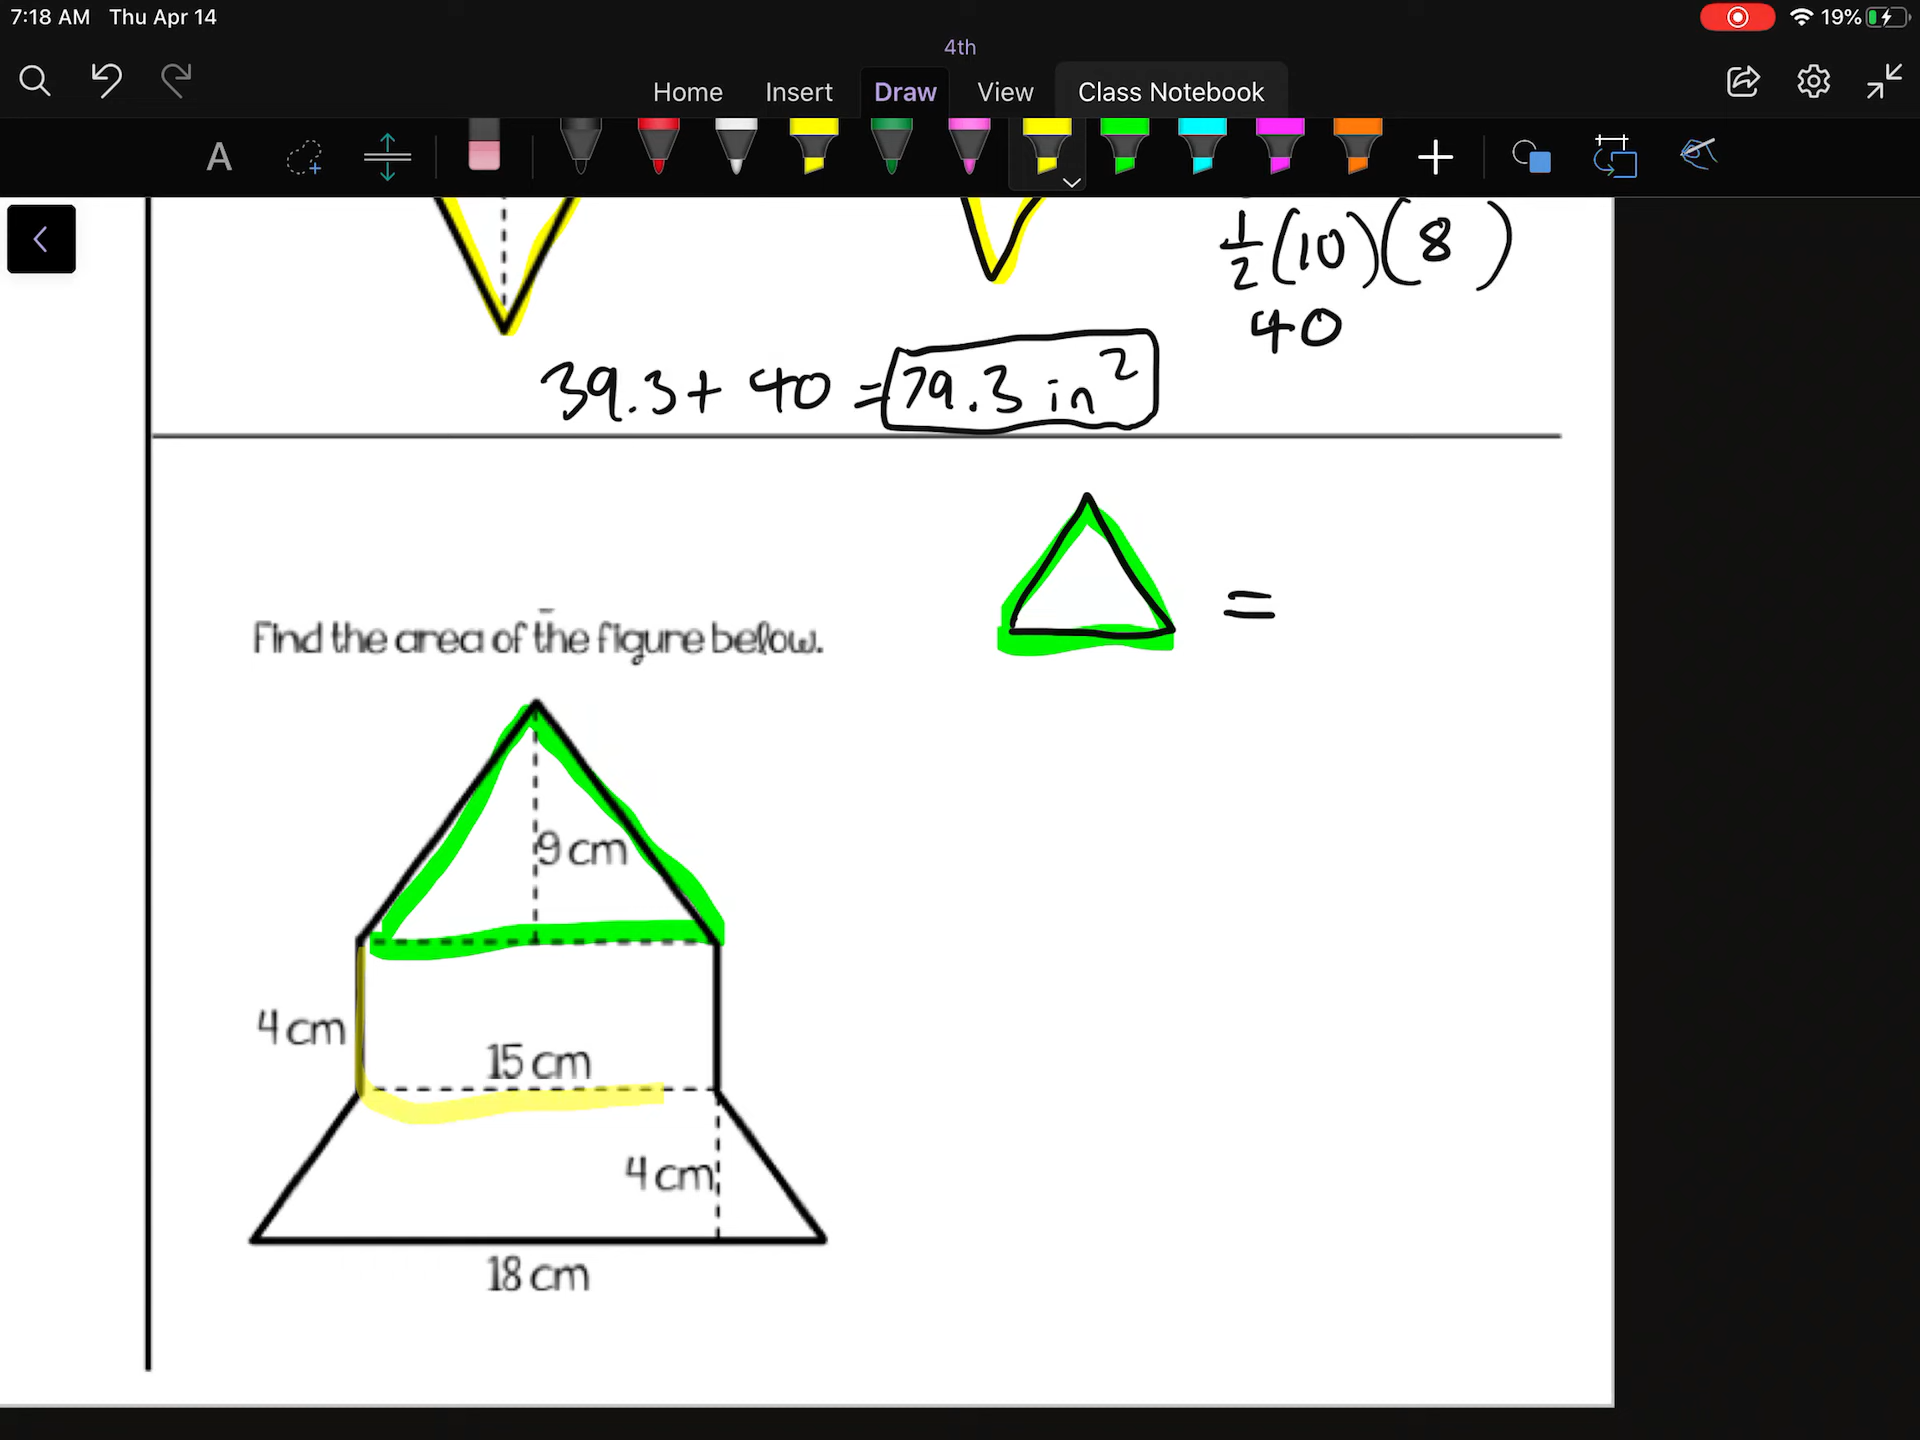 7:18 AM Thu Apr 14
19%
4th
Home Insert Draw View Class Notebook
A
1/2 (10)(8)
40
39.3 + 40 = 79.3 in²
=
Find the area of the figure below.
9 cm
4 cm
15 cm
4 cm
18 cm